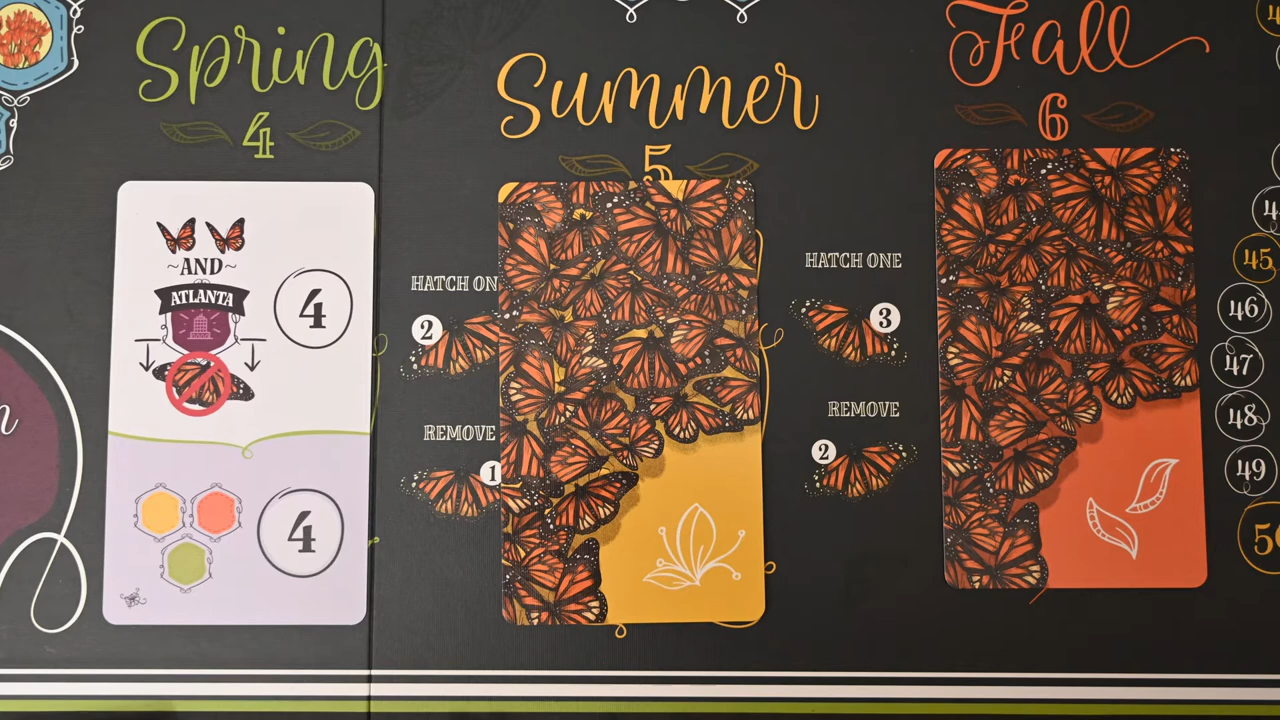 Spring
4
~AND~
ATLANTA
4
4
Summer
5
HATCH ON
2
REMOVE
1
Fall
6
HATCH ONE
3
REMOVE
2
45
46
47
48
49